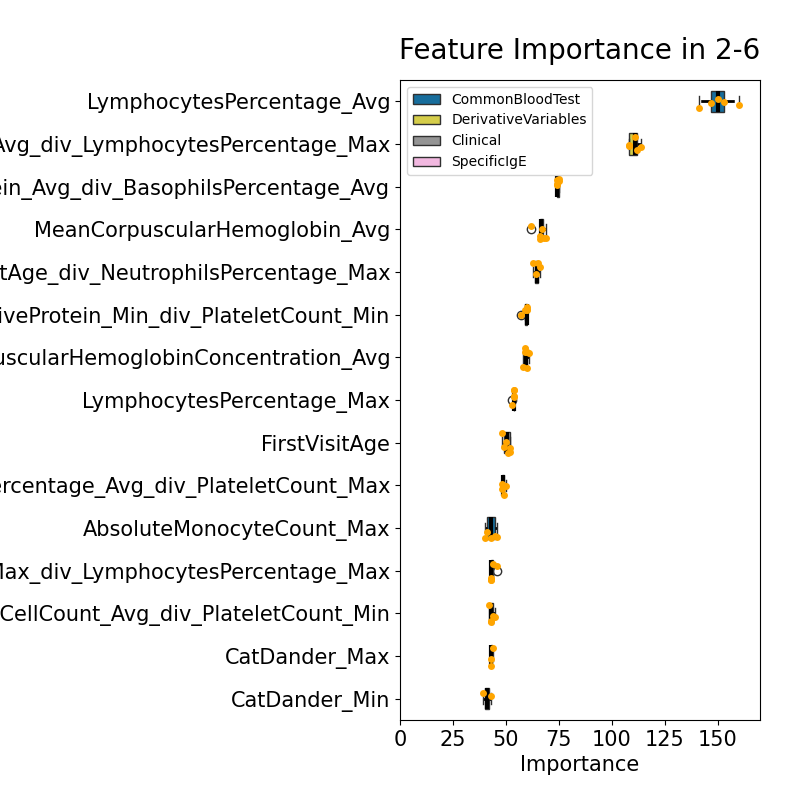 Feature Importance in 2-6
LymphocytesPercentage_Avg
Avg_div_LymphocytesPercentage_Max
ein_Avg_div_BasophilsPercentage_Avg
MeanCorpuscularHemoglobin_Avg
tAge_div_NeutrophilsPercentage_Max
iveProtein_Min_div_PlateletCount_Min
uscularHemoglobinConcentration_Avg
LymphocytesPercentage_Max
FirstVisitAge
ercentage_Avg_div_PlateletCount_Max
AbsoluteMonocyteCount_Max
Max_div_LymphocytesPercentage_Max
CellCount_Avg_div_PlateletCount_Min
CatDander_Max
CatDander_Min
CommonBloodTest
DerivativeVariables
Clinical
SpecificIgE
0 25 50 75 100 125 150
Importance